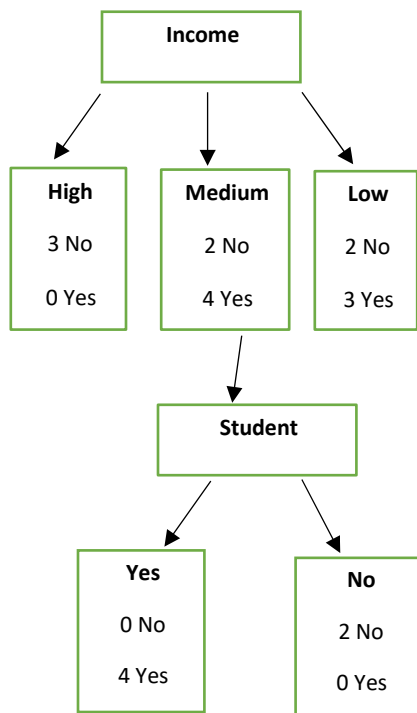 Income
High
3 No
0 Yes
Medium
2 No
4 Yes
Low
2 No
3 Yes
Student
Yes
0 No
4 Yes
No
2 No
0 Yes